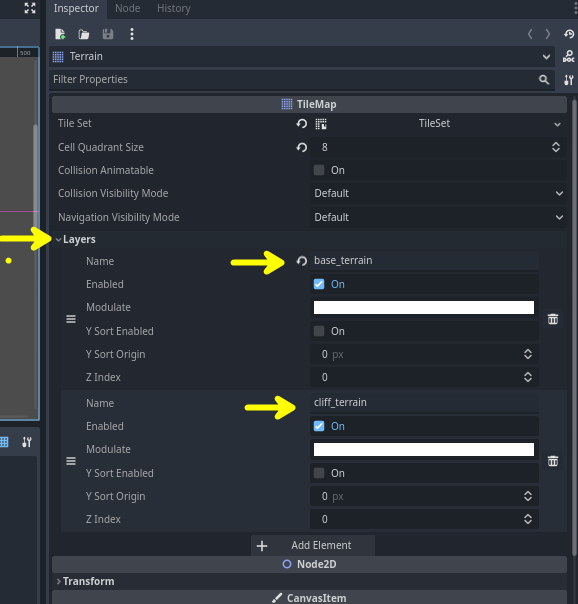 Inspector Node History
500
Terrain
Filter Properties
TileMap
Tile Set TileSet
Cell Quadrant Size 8
Collision Animatable On
Collision Visibility Mode Default
Navigation Visibility Mode Default
Layers
Name base_terrain
Enabled On
Modulate
Y Sort Enabled On
Y Sort Origin 0 px
Z Index 0
Name cliff_terrain
Enabled On
Modulate
Y Sort Enabled On
Y Sort Origin 0 px
Z Index 0
Add Element
Node2D
Transform
CanvasItem